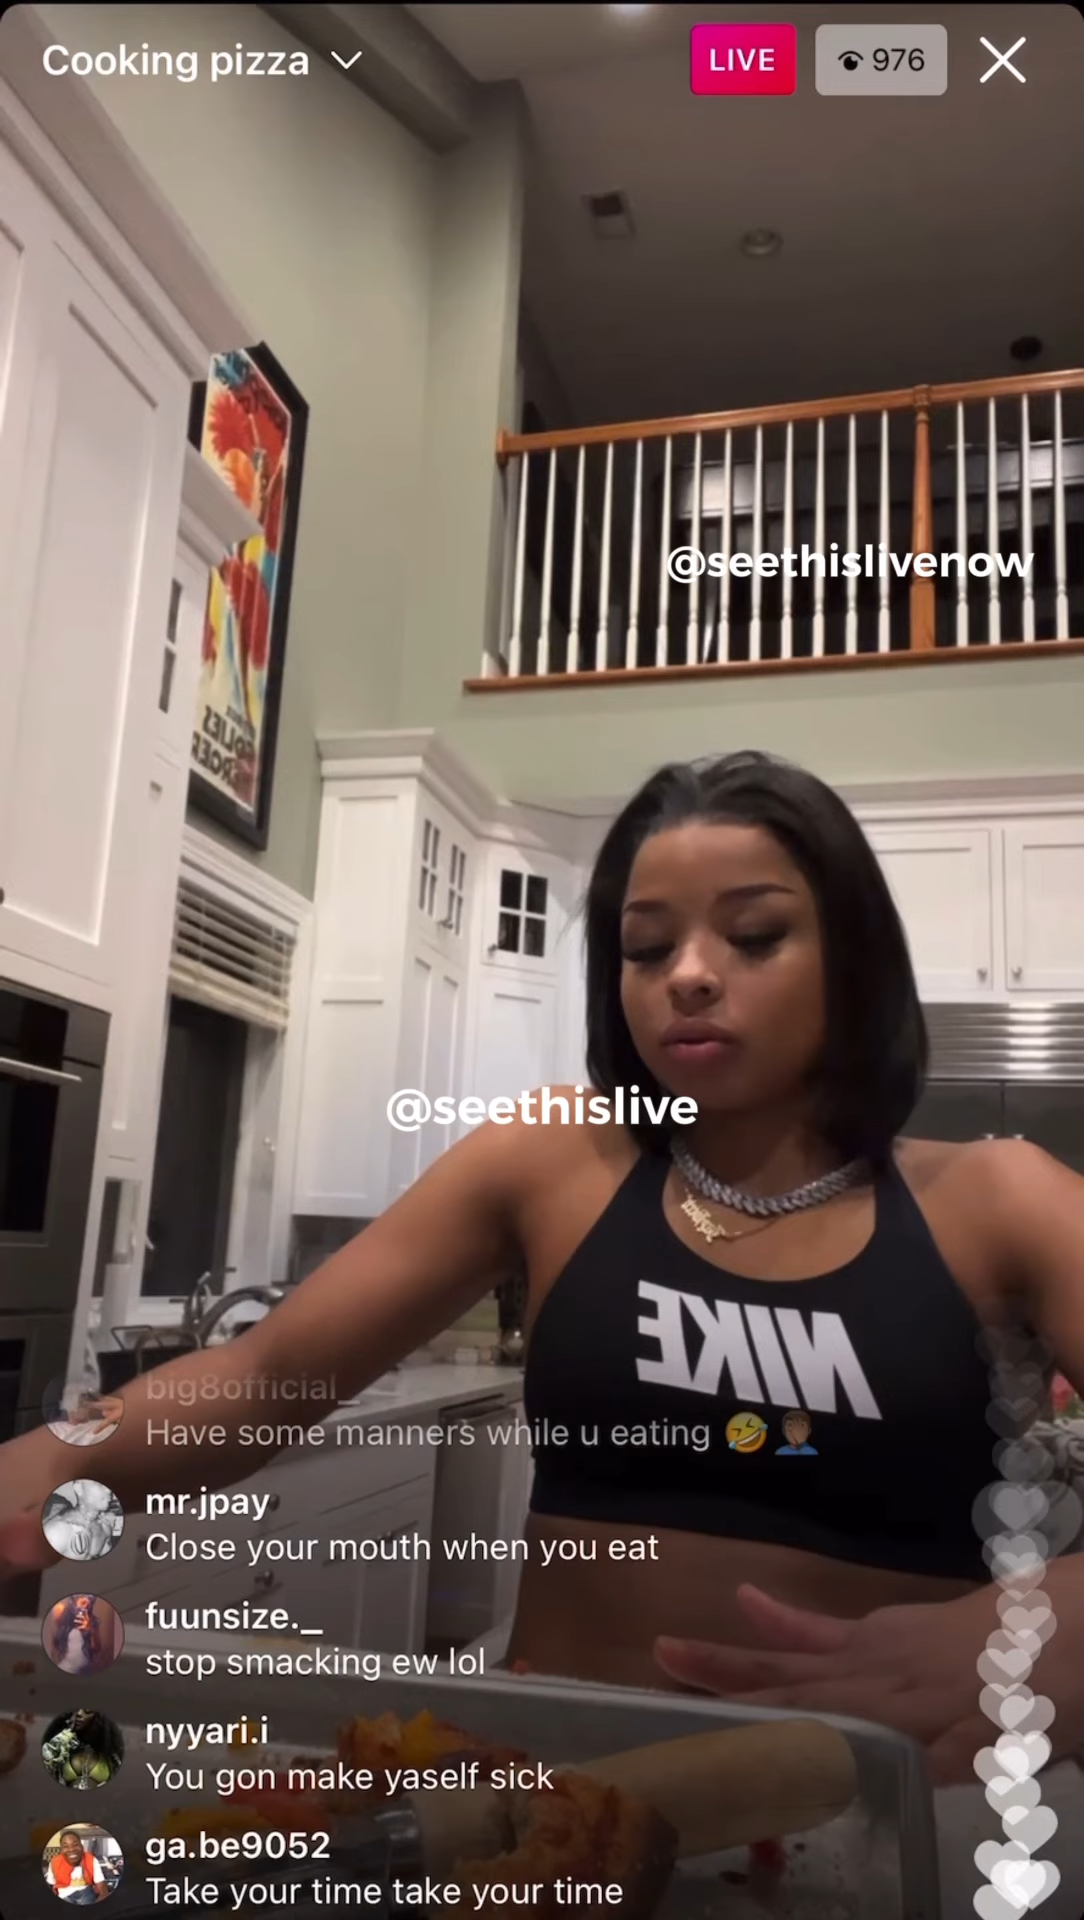 Cooking pizza
LIVE
976
@seethislivenow
@seethislive
NIKE
big8official_
Have some manners while u eating 🤣 🤦🏽‍♂️
mr.jpay
Close your mouth when you eat
fuunsize._
stop smacking ew lol
nyyari.i
You gon make yaself sick
ga.be9052
Take your time take your time